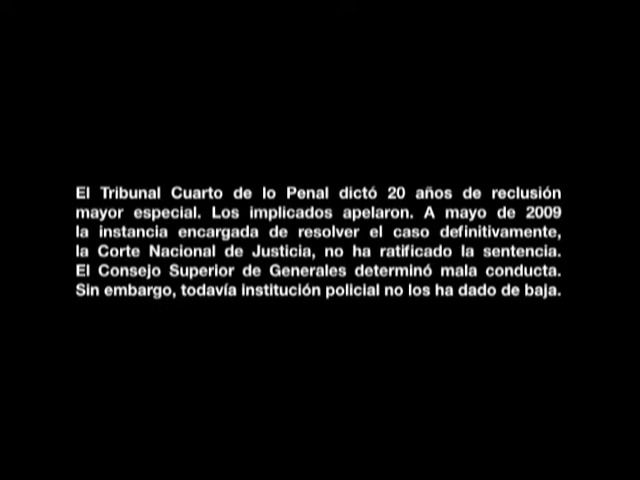 El Tribunal Cuarto de lo Penal dictó 20 años de reclusión
mayor especial. Los implicados apelaron. A mayo de 2009
la instancia encargada de resolver el caso definitivamente,
la Corte Nacional de Justicia, no ha ratificado la sentencia.
El Consejo Superior de Generales determinó mala conducta.
Sin embargo, todavía institución policial no los ha dado de baja.